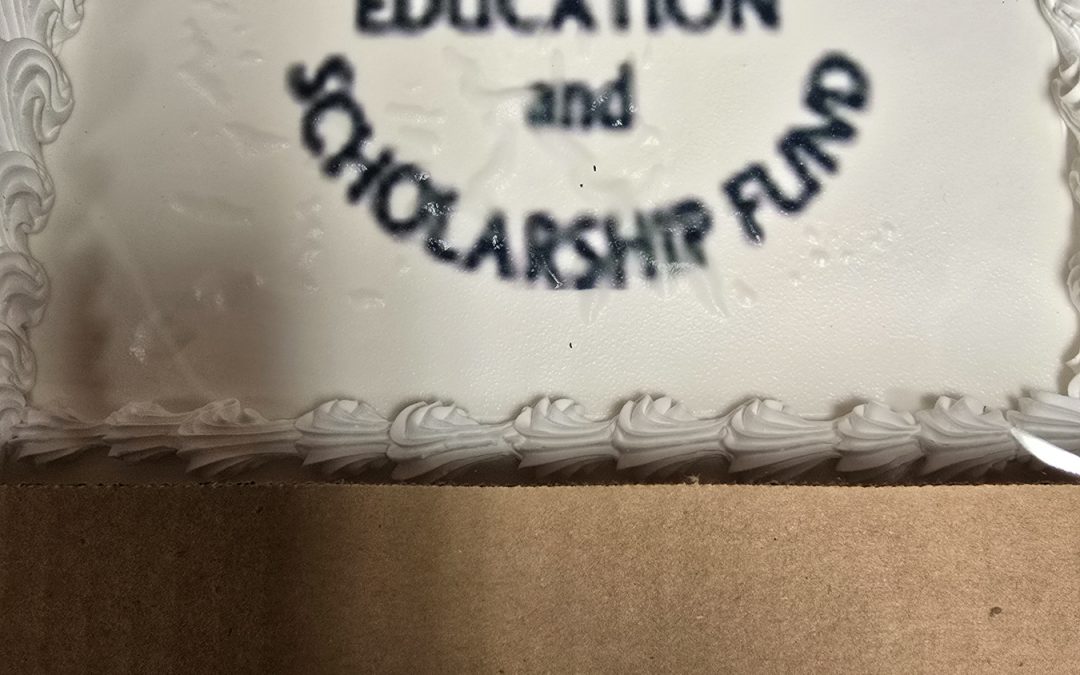 EDUCATION
and
SCHOLARSHIP FUND